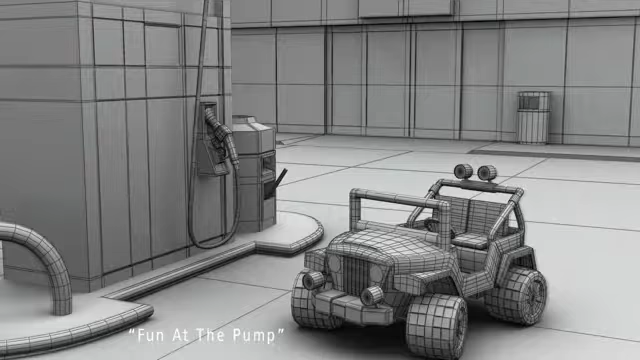 “Fun At The Pump”